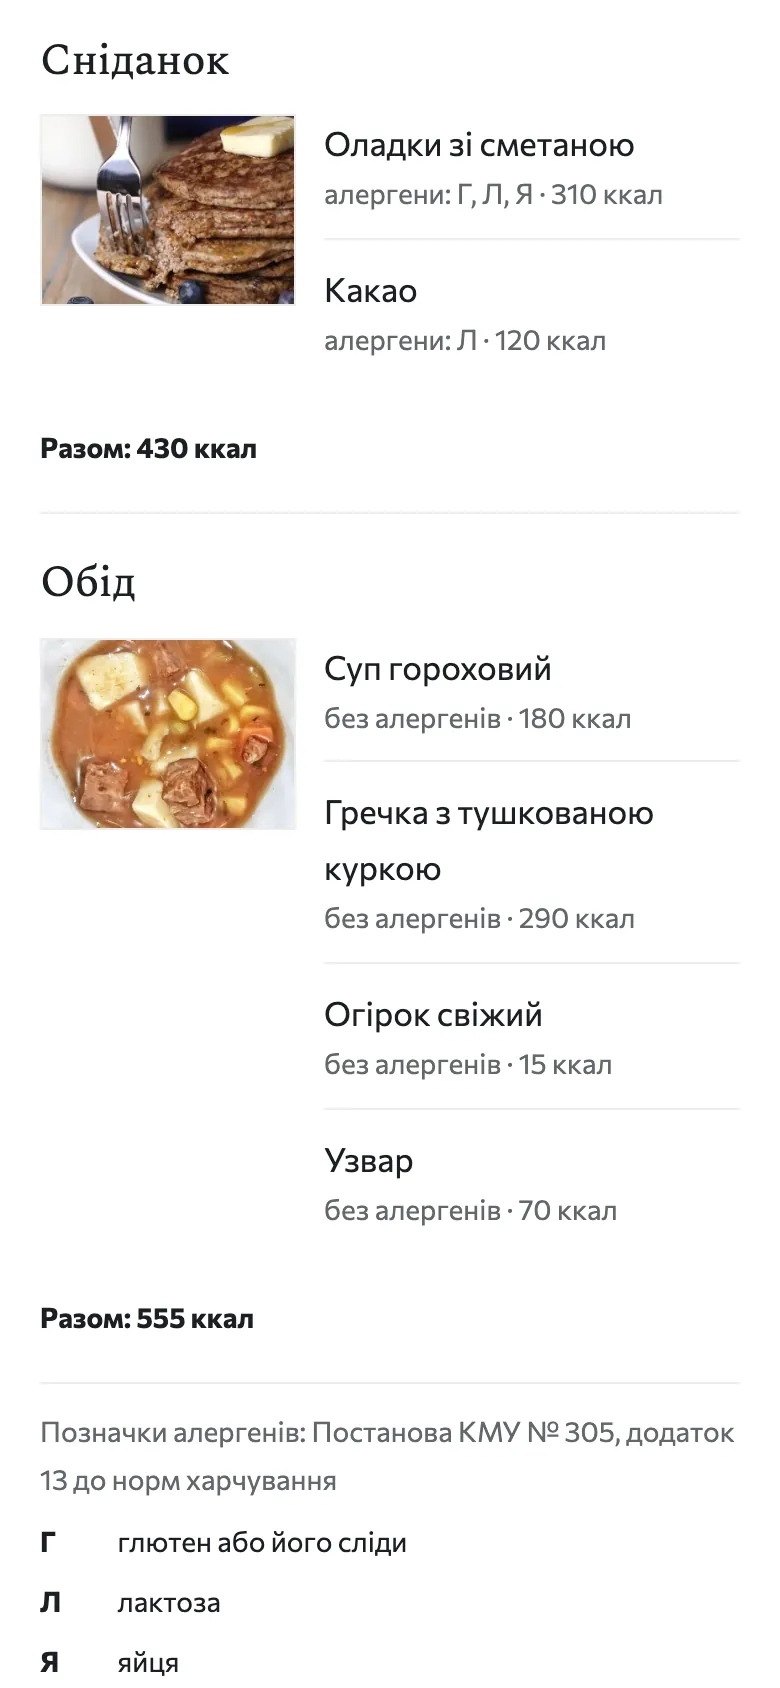 Сніданок
Оладки зі сметаною
алергени: Г, Л, Я · 310 ккал
Какао
алергени: Л · 120 ккал
Разом: 430 ккал
Обід
Суп гороховий
без алергенів · 180 ккал
Гречка з тушкованою
куркою
без алергенів · 290 ккал
Огірок свіжий
без алергенів · 15 ккал
Узвар
без алергенів · 70 ккал
Разом: 555 ккал
Позначки алергенів: Постанова КМУ № 305, додаток
13 до норм харчування
Г глютен або його сліди
Л лактоза
Я яйця